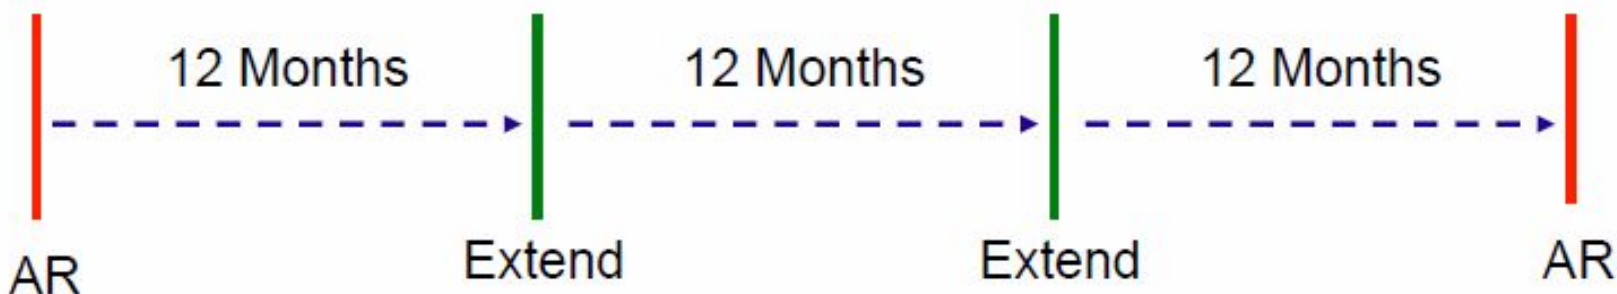 12 Months 12 Months 12 Months
AR Extend Extend AR